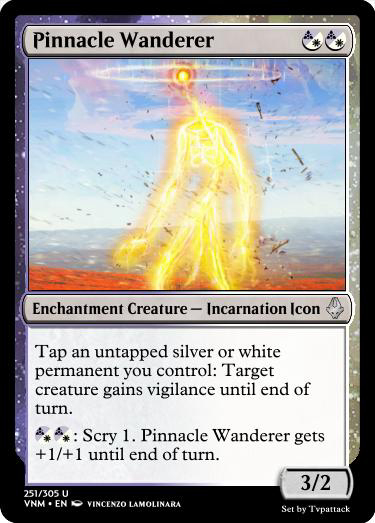 Pinnacle Wanderer
Enchantment Creature — Incarnation Icon
Tap an untapped silver or white
permanent you control: Target
creature gains vigilance until end of
turn.
: Scry 1. Pinnacle Wanderer gets
+1/+1 until end of turn.
3/2
251/305 U
VNM • EN VINCENZO LAMOLINARA
Set by Tvpattack